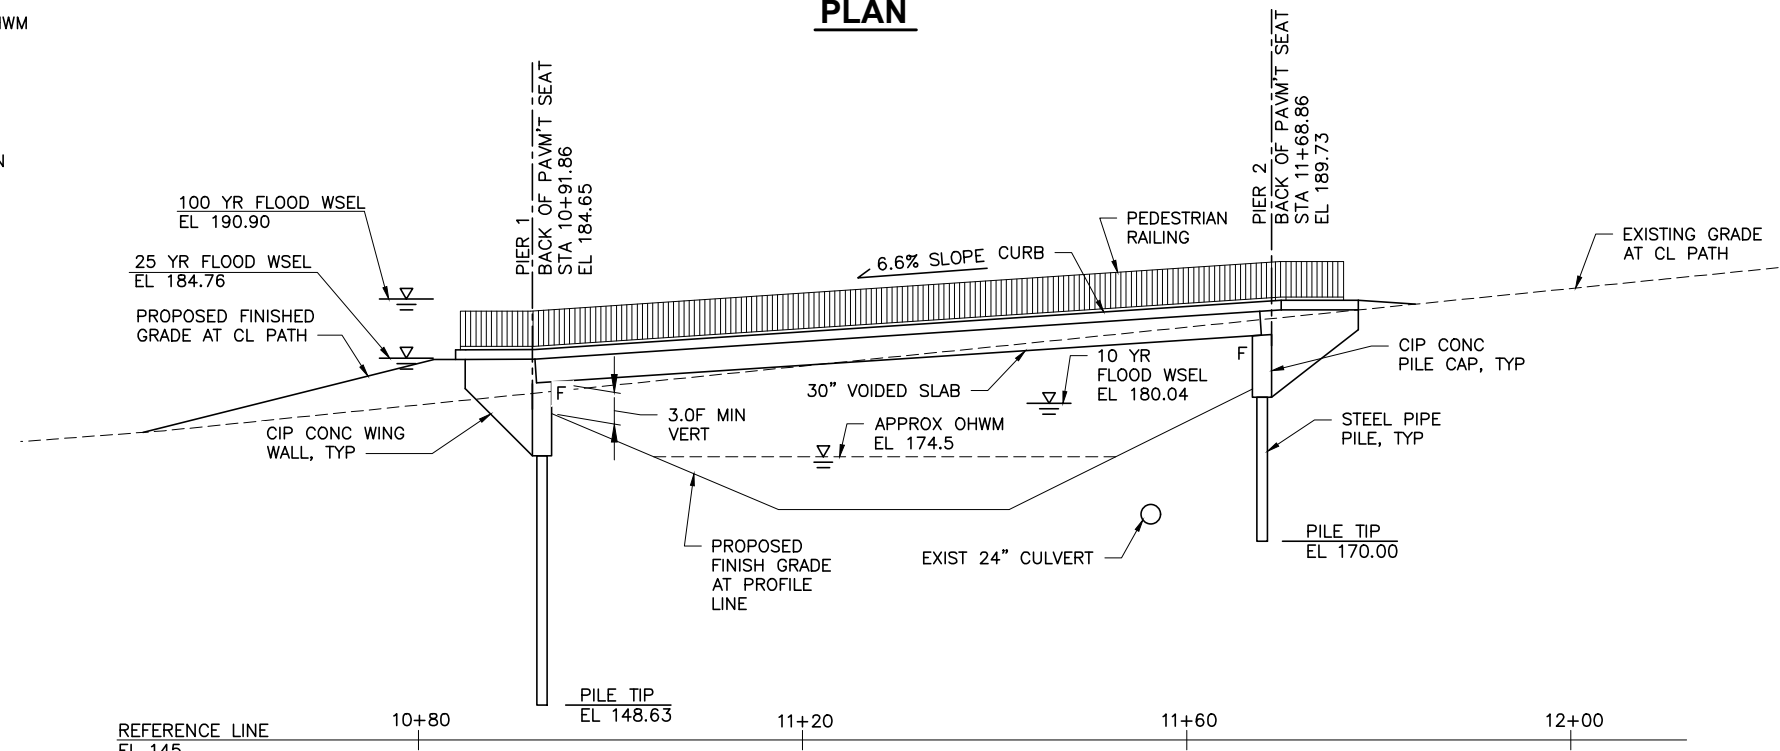 PLAN
100 YR FLOOD WSEL
EL 190.90
25 YR FLOOD WSEL
EL 184.76
PROPOSED FINISHED
GRADE AT CL PATH
CIP CONC WING
WALL, TYP
PIER 1
BACK OF PAVM'T SEAT
STA 10+91.86
EL 184.65
6.6% SLOPE
CURB
PEDESTRIAN
RAILING
PIER 2
BACK OF PAVM'T SEAT
STA 11+68.86
EL 189.73
EXISTING GRADE
AT CL PATH
F
F
3.0F MIN
VERT
30" VOIDED SLAB
10 YR
FLOOD WSEL
EL 180.04
APPROX OHWM
EL 174.5
CIP CONC
PILE CAP, TYP
STEEL PIPE
PILE, TYP
PROPOSED
FINISH GRADE
AT PROFILE
LINE
EXIST 24" CULVERT
PILE TIP
EL 170.00
PILE TIP
EL 148.63
REFERENCE LINE
EL 145
10+80
11+20
11+60
12+00